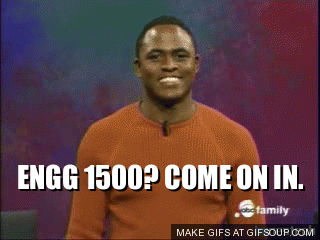 ENGG 1500? COME ON IN.
abc family
MAKE GIFS AT GIFSOUP.COM